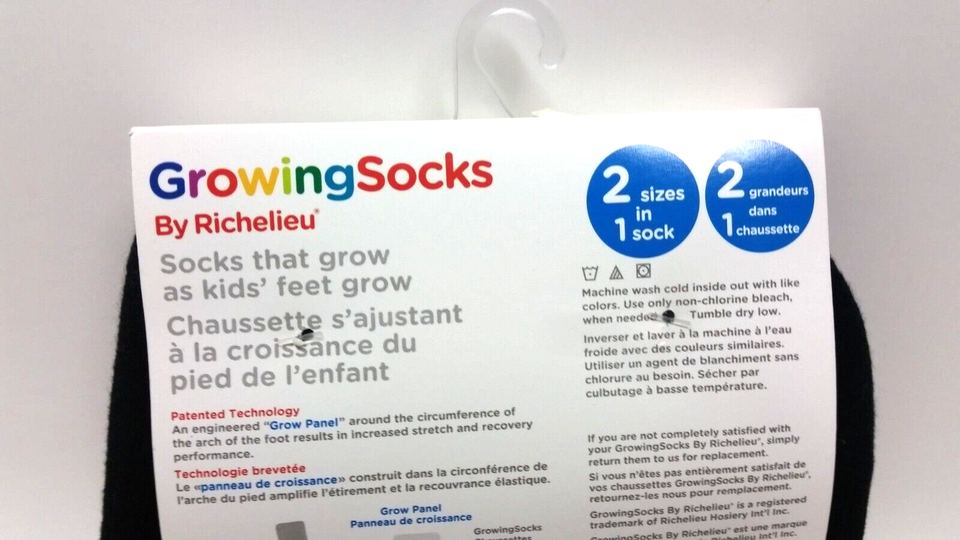 GrowingSocks
By Richelieu®
Socks that grow
as kids' feet grow
Chaussette s'ajustant
à la croissance du
pied de l'enfant
Patented Technology
An engineered "Grow Panel" around the circumference of
the arch of the foot results in increased stretch and recovery
performance.
Technologie brevetée
Le «panneau de croissance» construit dans la circonférence de
l'arche du pied amplifie l'étirement et la recouvrance élastique.
Grow Panel
Panneau de croissance
GrowingSocks
2 sizes
in
1 sock
2 grandeurs
dans
1 chaussette
Machine wash cold inside out with like
colors. Use only non-chlorine bleach,
when needed. Tumble dry low.
Inverser et laver à la machine à l'eau
froide avec des couleurs similaires.
Utiliser un agent de blanchiment sans
chlorure au besoin. Sécher par
culbutage à basse température.
If you are not completely satisfied with
your GrowingSocks By Richelieu®, simply
return them to us for replacement.
Si vous n'êtes pas entièrement satisfait de
vos chaussettes GrowingSocks By Richelieu®,
retournez-les nous pour remplacement.
GrowingSocks By Richelieu® is a registered
trademark of Richelieu Hosiery Int'l Inc.
GrowingSocks By Richelieu® est une marque